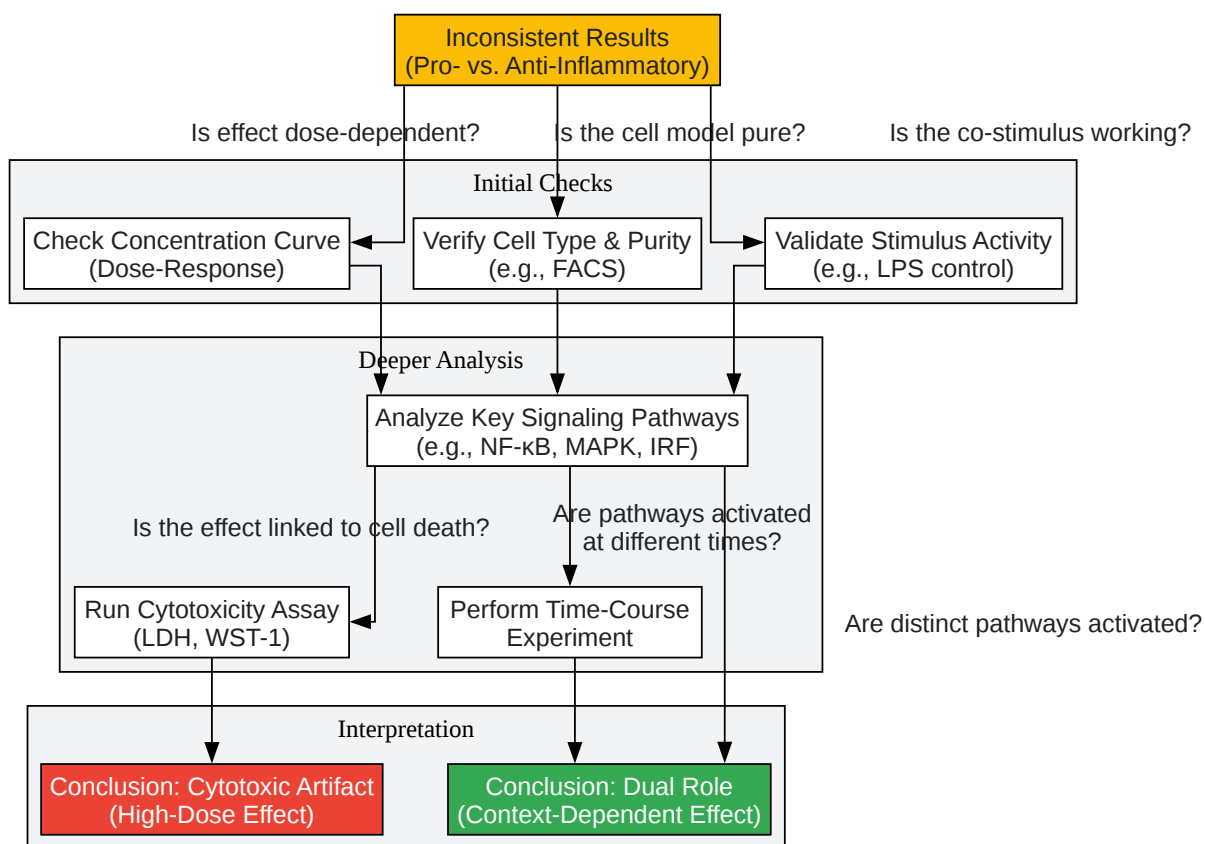 Inconsistent Results
(Pro- vs. Anti-Inflammatory)
Is effect dose-dependent?
Is the cell model pure?
Is the co-stimulus working?
Initial Checks
Check Concentration Curve
(Dose-Response)
Verify Cell Type & Purity
(e.g., FACS)
Validate Stimulus Activity
(e.g., LPS control)
Deeper Analysis
Analyze Key Signaling Pathways
(e.g., NF-κB, MAPK, IRF)
Is the effect linked to cell death?
Are pathways activated
at different times?
Run Cytotoxicity Assay
(LDH, WST-1)
Perform Time-Course
Experiment
Are distinct pathways activated?
Interpretation
Conclusion: Cytotoxic Artifact
(High-Dose Effect)
Conclusion: Dual Role
(Context-Dependent Effect)